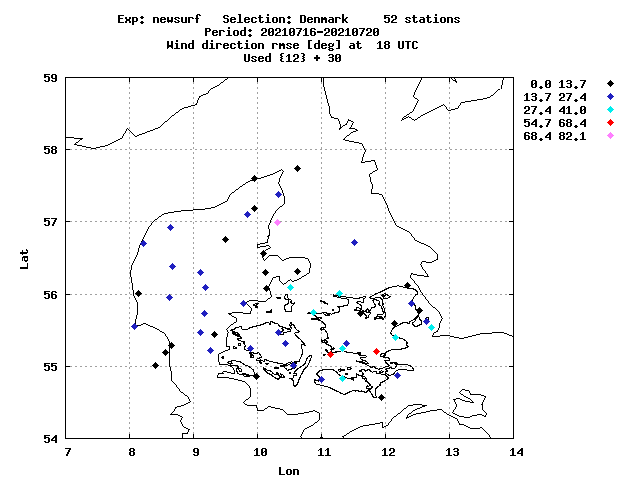 Exp: newsurf Selection: Denmark 52 stations
Period: 20210716-20210720
Wind direction rmse [deg] at 18 UTC
Used {12} + 30
0.0 13.7
13.7 27.4
27.4 41.0
54.7 68.4
68.4 82.1
59
58
57
56
55
54
Lat
7 8 9 10 11 12 13 14
Lon